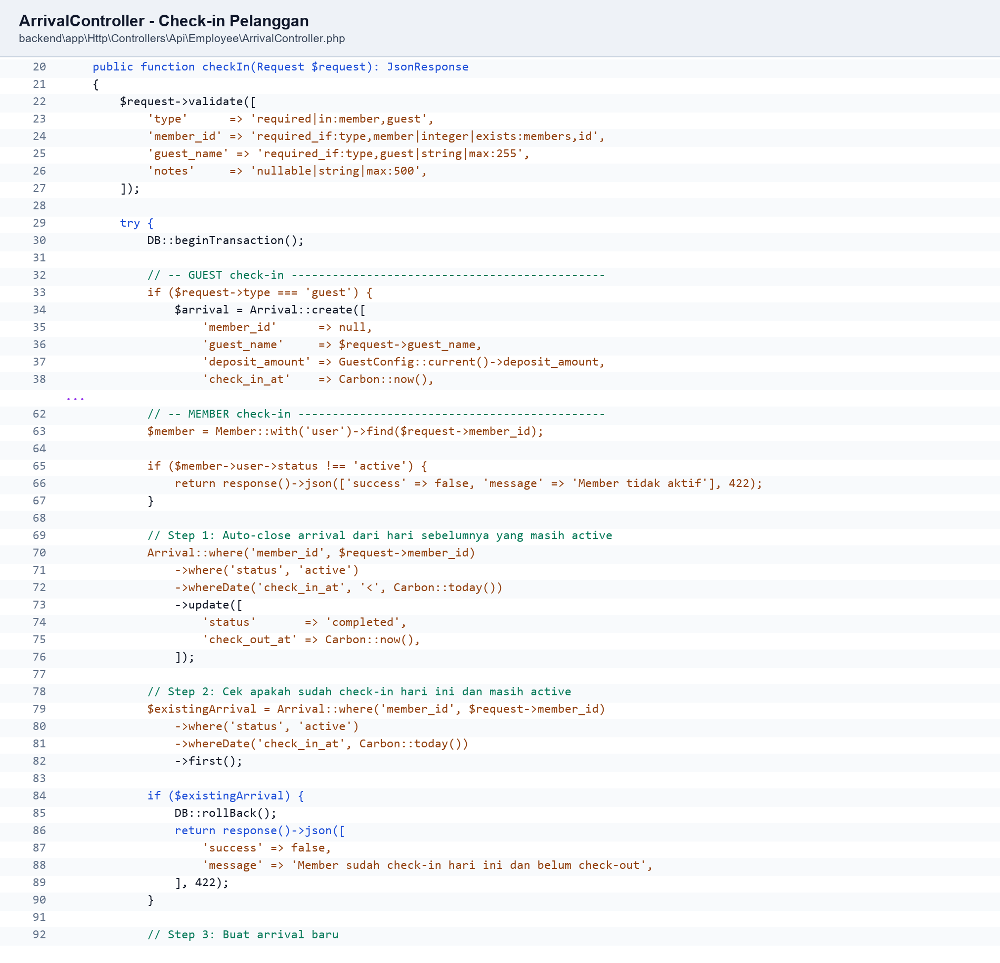 ArrivalController - Check-in Pelanggan
backend\app\Http\Controllers\Api\Employee\ArrivalController.php
20    public function checkIn(Request $request): JsonResponse
21    {
22        $request->validate([
23            'type'      => 'required|in:member,guest',
24            'member_id' => 'required_if:type,member|integer|exists:members,id',
25            'guest_name' => 'required_if:type,guest|string|max:255',
26            'notes'     => 'nullable|string|max:500',
27        ]);
28
29        try {
30            DB::beginTransaction();
31
32            // -- GUEST check-in ----------------------------------------------
33            if ($request->type === 'guest') {
34                $arrival = Arrival::create([
35                    'member_id'      => null,
36                    'guest_name'     => $request->guest_name,
37                    'deposit_amount' => GuestConfig::current()->deposit_amount,
38                    'check_in_at'    => Carbon::now(),
...
62            // -- MEMBER check-in ---------------------------------------------
63            $member = Member::with('user')->find($request->member_id);
64
65            if ($member->user->status !== 'active') {
66                return response()->json(['success' => false, 'message' => 'Member tidak aktif'], 422);
67            }
68
69            // Step 1: Auto-close arrival dari hari sebelumnya yang masih active
70            Arrival::where('member_id', $request->member_id)
71                ->where('status', 'active')
72                ->whereDate('check_in_at', '<', Carbon::today())
73                ->update([
74                    'status'       => 'completed',
75                    'check_out_at' => Carbon::now(),
76                ]);
77
78            // Step 2: Cek apakah sudah check-in hari ini dan masih active
79            $existingArrival = Arrival::where('member_id', $request->member_id)
80                ->where('status', 'active')
81                ->whereDate('check_in_at', Carbon::today())
82                ->first();
83
84            if ($existingArrival) {
85                DB::rollBack();
86                return response()->json([
87                    'success' => false,
88                    'message' => 'Member sudah check-in hari ini dan belum check-out',
89                ], 422);
90            }
91
92            // Step 3: Buat arrival baru